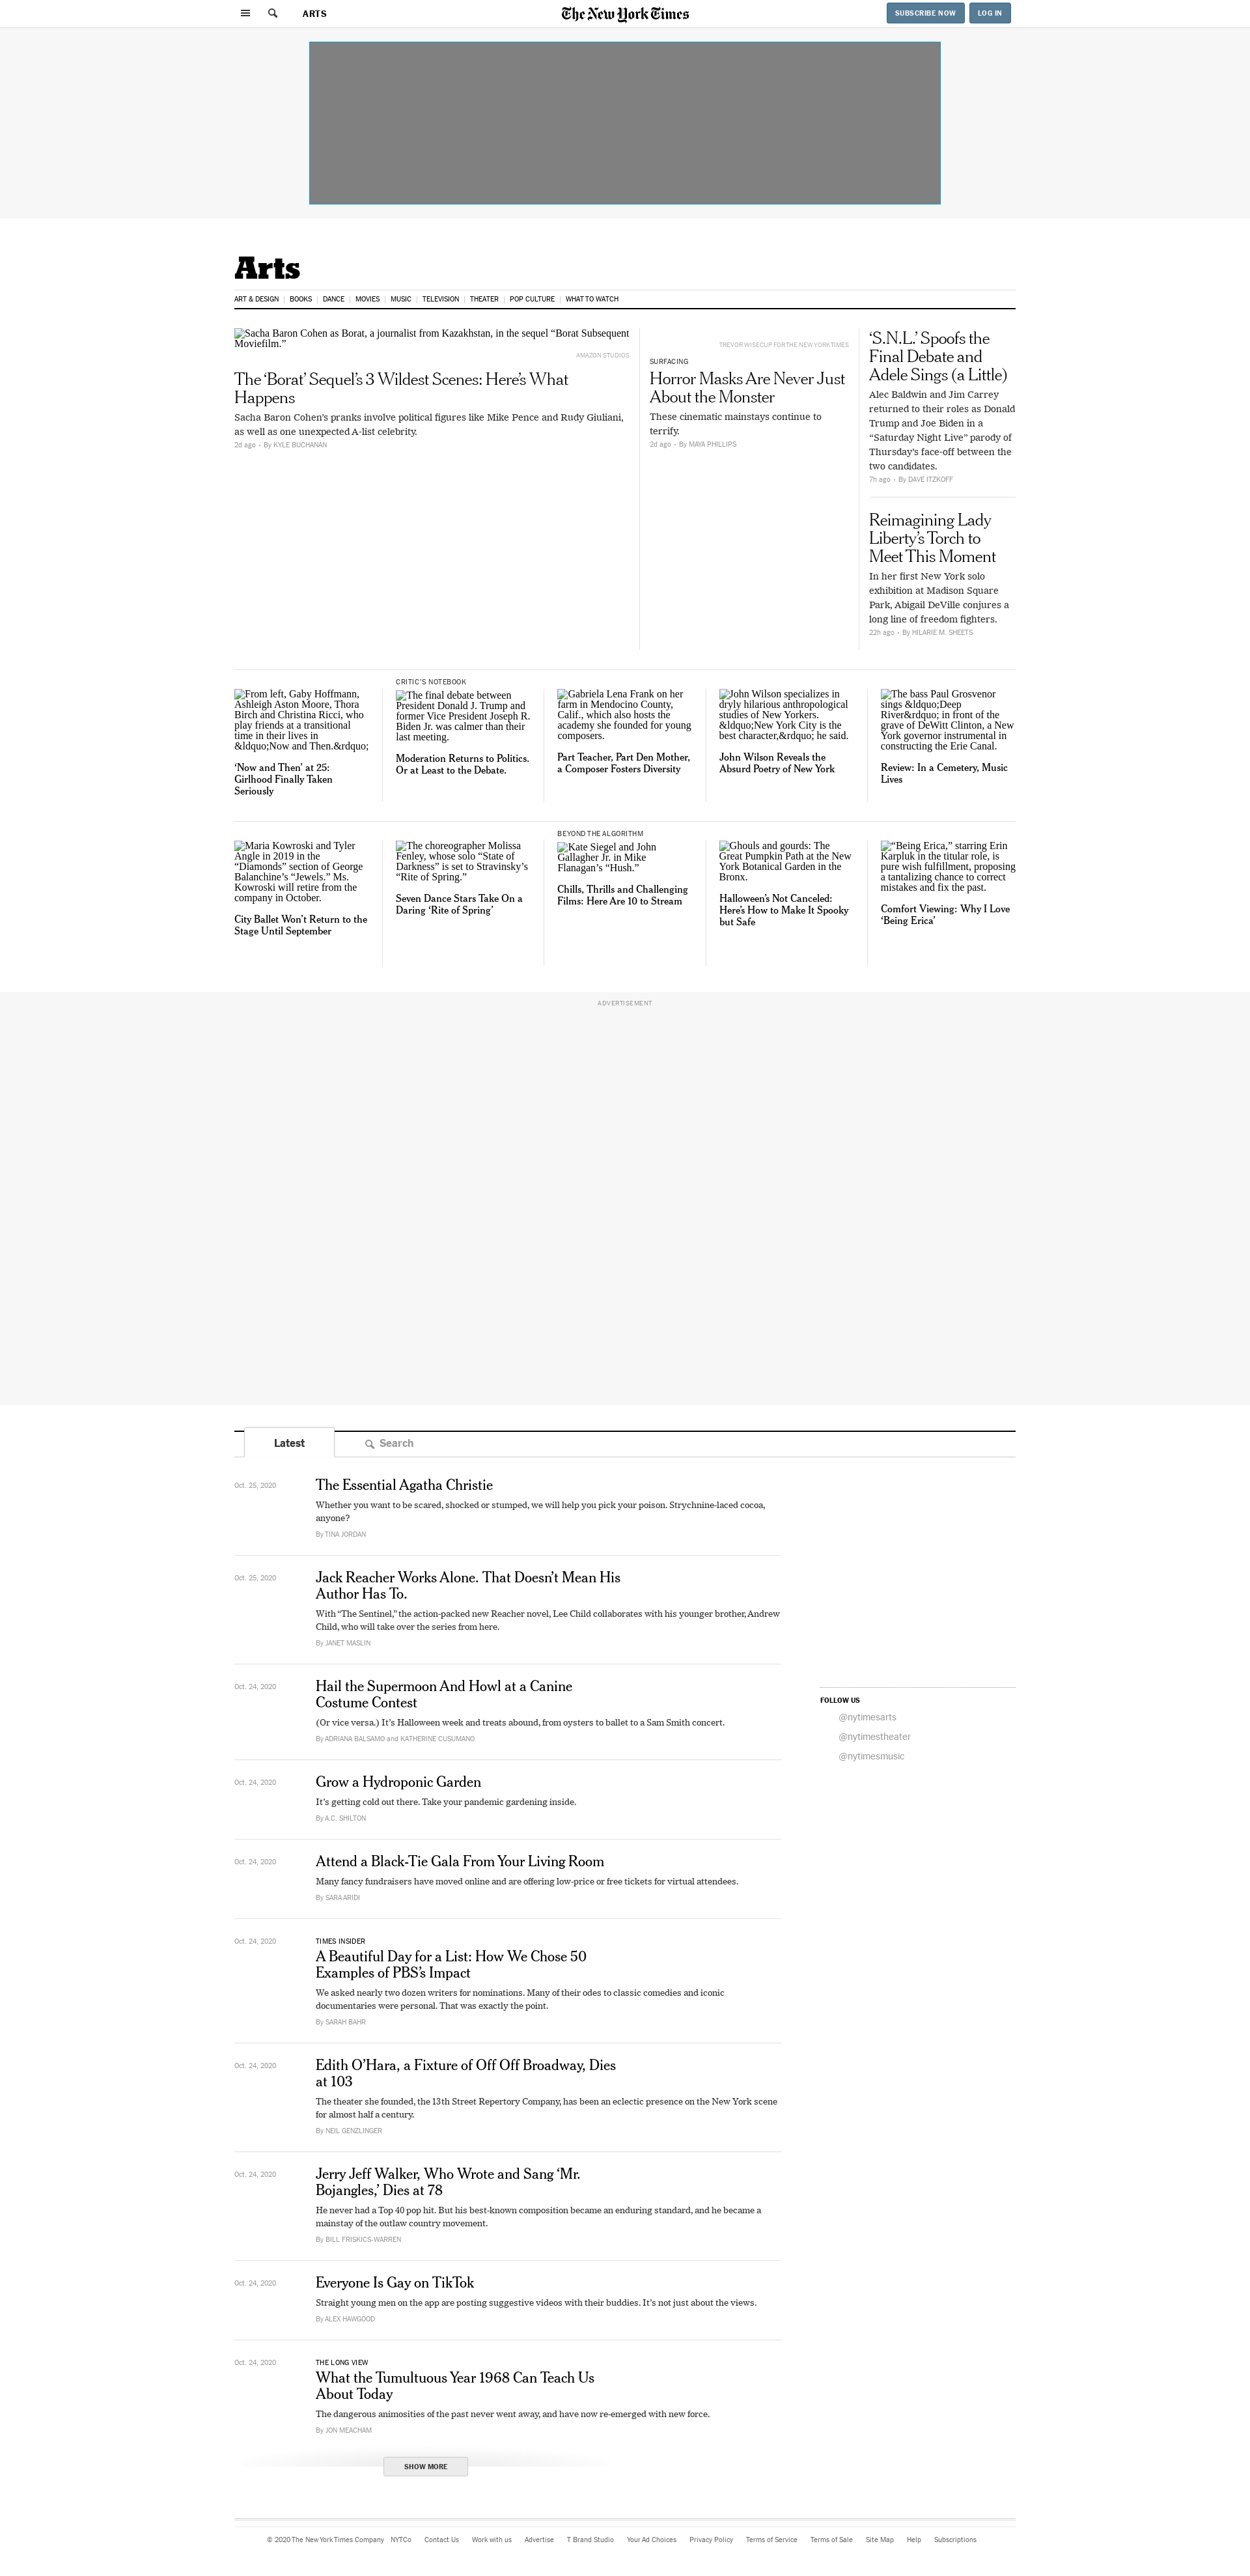 ARTS
The New York Times
SUBSCRIBE NOW
LOG IN
Arts
ART & DESIGN
BOOKS
DANCE
MOVIES
MUSIC
TELEVISION
THEATER
POP CULTURE
WHAT TO WATCH
Sacha Baron Cohen as Borat, a journalist from Kazakhstan, in the sequel “Borat Subsequent
Moviefilm.”
AMAZON STUDIOS
The ‘Borat’ Sequel’s 3 Wildest Scenes: Here’s What
Happens
Sacha Baron Cohen’s pranks involve political figures like Mike Pence and Rudy Giuliani,
as well as one unexpected A-list celebrity.
2d ago • By KYLE BUCHANAN
TREVOR WISECUP FOR THE NEW YORK TIMES
SURFACING
Horror Masks Are Never Just
About the Monster
These cinematic mainstays continue to
terrify.
2d ago • By MAYA PHILLIPS
‘S.N.L.’ Spoofs the
Final Debate and
Adele Sings (a Little)
Alec Baldwin and Jim Carrey
returned to their roles as Donald
Trump and Joe Biden in a
“Saturday Night Live” parody of
Thursday’s face-off between the
two candidates.
7h ago • By DAVE ITZKOFF
Reimagining Lady
Liberty’s Torch to
Meet This Moment
In her first New York solo
exhibition at Madison Square
Park, Abigail DeVille conjures a
long line of freedom fighters.
22h ago • By HILARIE M. SHEETS
From left, Gaby Hoffmann,
Ashleigh Aston Moore, Thora
Birch and Christina Ricci, who
play friends at a transitional
time in their lives in
&ldquo;Now and Then.&rdquo;
‘Now and Then’ at 25:
Girlhood Finally Taken
Seriously
CRITIC’S NOTEBOOK
The final debate between
President Donald J. Trump and
former Vice President Joseph R.
Biden Jr. was calmer than their
last meeting.
Moderation Returns to Politics.
Or at Least to the Debate.
Gabriela Lena Frank on her
farm in Mendocino County,
Calif., which also hosts the
academy she founded for young
composers.
Part Teacher, Part Den Mother,
a Composer Fosters Diversity
John Wilson specializes in
dryly hilarious anthropological
studies of New Yorkers.
&ldquo;New York City is the
best character,&rdquo; he said.
John Wilson Reveals the
Absurd Poetry of New York
The bass Paul Grosvenor
sings &ldquo;Deep
River&rdquo; in front of the
grave of DeWitt Clinton, a New
York governor instrumental in
constructing the Erie Canal.
Review: In a Cemetery, Music
Lives
Maria Kowroski and Tyler
Angle in 2019 in the
“Diamonds” section of George
Balanchine’s “Jewels.” Ms.
Kowroski will retire from the
company in October.
City Ballet Won’t Return to the
Stage Until September
The choreographer Molissa
Fenley, whose solo “State of
Darkness” is set to Stravinsky’s
“Rite of Spring.”
Seven Dance Stars Take On a
Daring ‘Rite of Spring’
BEYOND THE ALGORITHM
Kate Siegel and John
Gallagher Jr. in Mike
Flanagan’s “Hush.”
Chills, Thrills and Challenging
Films: Here Are 10 to Stream
Ghouls and gourds: The
Great Pumpkin Path at the New
York Botanical Garden in the
Bronx.
Halloween’s Not Canceled:
Here’s How to Make It Spooky
but Safe
“Being Erica,” starring Erin
Karpluk in the titular role, is
pure wish fulfillment, proposing
a tantalizing chance to correct
mistakes and fix the past.
Comfort Viewing: Why I Love
‘Being Erica’
ADVERTISEMENT
Latest
Search
Oct. 25, 2020
The Essential Agatha Christie
Whether you want to be scared, shocked or stumped, we will help you pick your poison. Strychnine-laced cocoa,
anyone?
By TINA JORDAN
Oct. 25, 2020
Jack Reacher Works Alone. That Doesn’t Mean His
Author Has To.
With “The Sentinel,” the action-packed new Reacher novel, Lee Child collaborates with his younger brother, Andrew
Child, who will take over the series from here.
By JANET MASLIN
Oct. 24, 2020
Hail the Supermoon And Howl at a Canine
Costume Contest
(Or vice versa.) It’s Halloween week and treats abound, from oysters to ballet to a Sam Smith concert.
By ADRIANA BALSAMO and KATHERINE CUSUMANO
Oct. 24, 2020
Grow a Hydroponic Garden
It’s getting cold out there. Take your pandemic gardening inside.
By A.C. SHILTON
Oct. 24, 2020
Attend a Black-Tie Gala From Your Living Room
Many fancy fundraisers have moved online and are offering low-price or free tickets for virtual attendees.
By SARA ARIDI
Oct. 24, 2020
TIMES INSIDER
A Beautiful Day for a List: How We Chose 50
Examples of PBS’s Impact
We asked nearly two dozen writers for nominations. Many of their odes to classic comedies and iconic
documentaries were personal. That was exactly the point.
By SARAH BAHR
Oct. 24, 2020
Edith O’Hara, a Fixture of Off Off Broadway, Dies
at 103
The theater she founded, the 13th Street Repertory Company, has been an eclectic presence on the New York scene
for almost half a century.
By NEIL GENZLINGER
Oct. 24, 2020
Jerry Jeff Walker, Who Wrote and Sang ‘Mr.
Bojangles,’ Dies at 78
He never had a Top 40 pop hit. But his best-known composition became an enduring standard, and he became a
mainstay of the outlaw country movement.
By BILL FRISKICS-WARREN
Oct. 24, 2020
Everyone Is Gay on TikTok
Straight young men on the app are posting suggestive videos with their buddies. It’s not just about the views.
By ALEX HAWGOOD
Oct. 24, 2020
THE LONG VIEW
What the Tumultuous Year 1968 Can Teach Us
About Today
The dangerous animosities of the past never went away, and have now re-emerged with new force.
By JON MEACHAM
SHOW MORE
FOLLOW US
@nytimesarts
@nytimestheater
@nytimesmusic
© 2020 The New York Times Company
NYTCo
Contact Us
Work with us
Advertise
T Brand Studio
Your Ad Choices
Privacy Policy
Terms of Service
Terms of Sale
Site Map
Help
Subscriptions